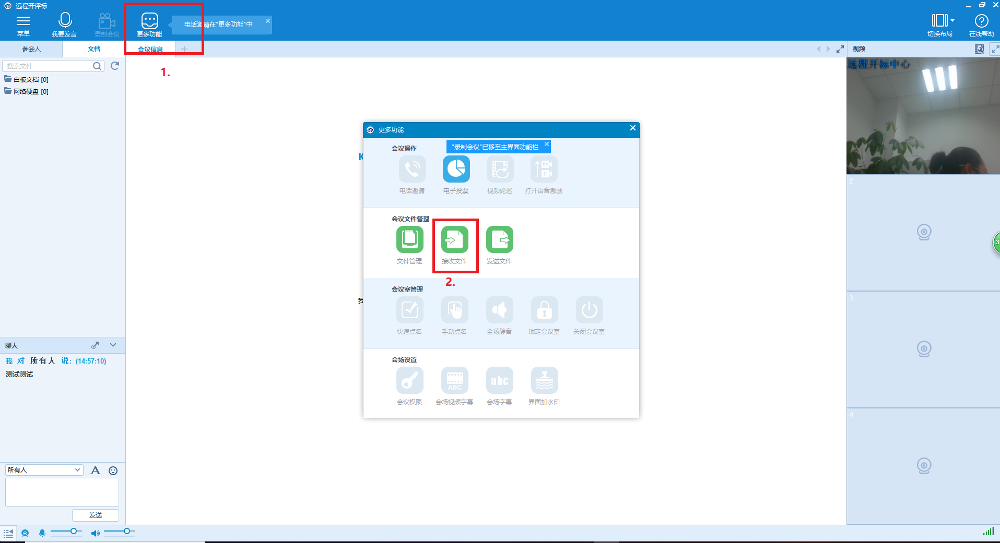 远程开评标
菜单
我要发言
录制会议
更多功能
电话邀请在"更多功能"中
切换布局
在线帮助
参会人
文档
会议信息
视频
搜索文件
白板文档 [0]
网络硬盘 [0]
1.
远程开标中心
更多功能
会议操作
"录制会议"已移至主界面功能栏
K
电话邀请
电子投票
视频轮巡
打开语音激励
会议文件管理
文件管理
接收文件
发送文件
2.
会议室管理
我
快速点名
手动点名
全场静音
锁定会议室
关闭会议室
会场设置
ABC
abc
会议权限
会场视频字幕
会场字幕
界面加水印
2
3
3
4
聊天
我 对 所有人 说: (14:57:10)
测试测试
所有人
A
发送